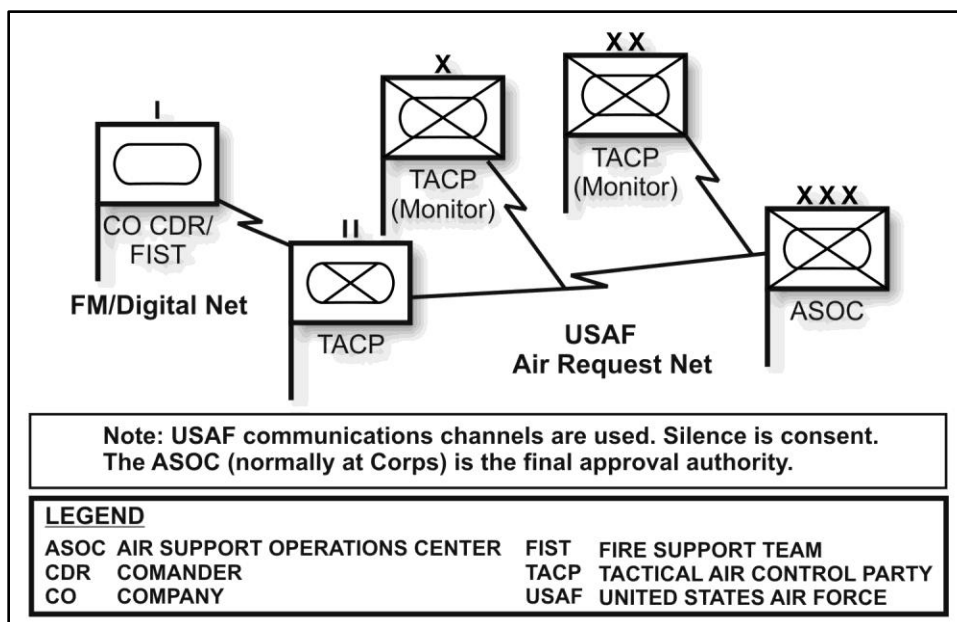 I
CO CDR/
FIST
FM/Digital Net
II
TACP
X
TACP
(Monitor)
X X
TACP
(Monitor)
X X X
ASOC
USAF
Air Request Net
Note: USAF communications channels are used. Silence is consent.
The ASOC (normally at Corps) is the final approval authority.
LEGEND
ASOC AIR SUPPORT OPERATIONS CENTER FIST FIRE SUPPORT TEAM
CDR COMANDER TACP TACTICAL AIR CONTROL PARTY
CO COMPANY USAF UNITED STATES AIR FORCE